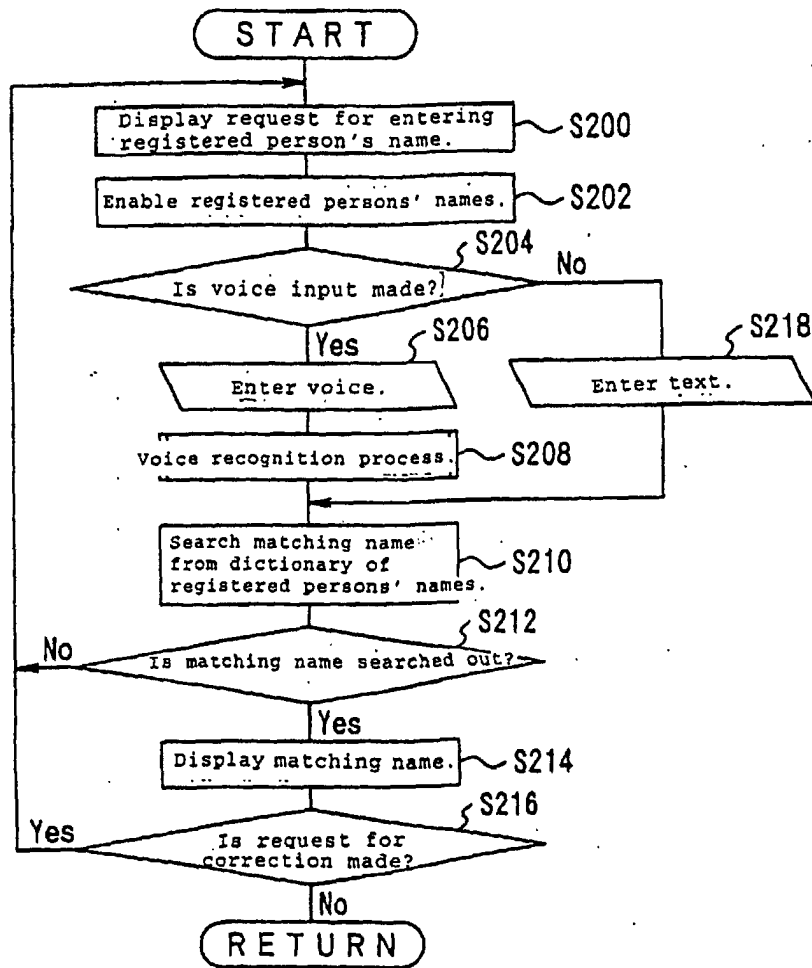 START
Display request for entering
registered person's name.
S200
Enable registered persons' names.
S202
S204
Is voice input made?
No
Yes
S206
S218
Enter voice.
Enter text.
Voice recognition process.
S208
Search matching name
from dictionary of
registered persons' names.
S210
S212
No
Is matching name searched out?
Yes
Display matching name.
S214
S216
Yes
Is request for
correction made?
No
RETURN